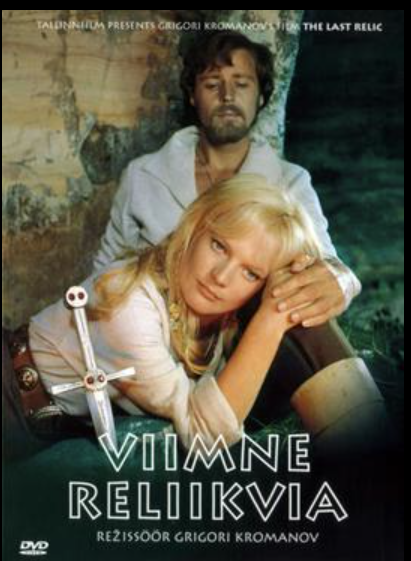 TALLINNFILM PRESENTS GRIGORI KROMANOV'S FILM THE LAST RELIC
VIIMNE
RELIIKVIA
REŽISSÖÖR GRIGORI KROMANOV
DVD